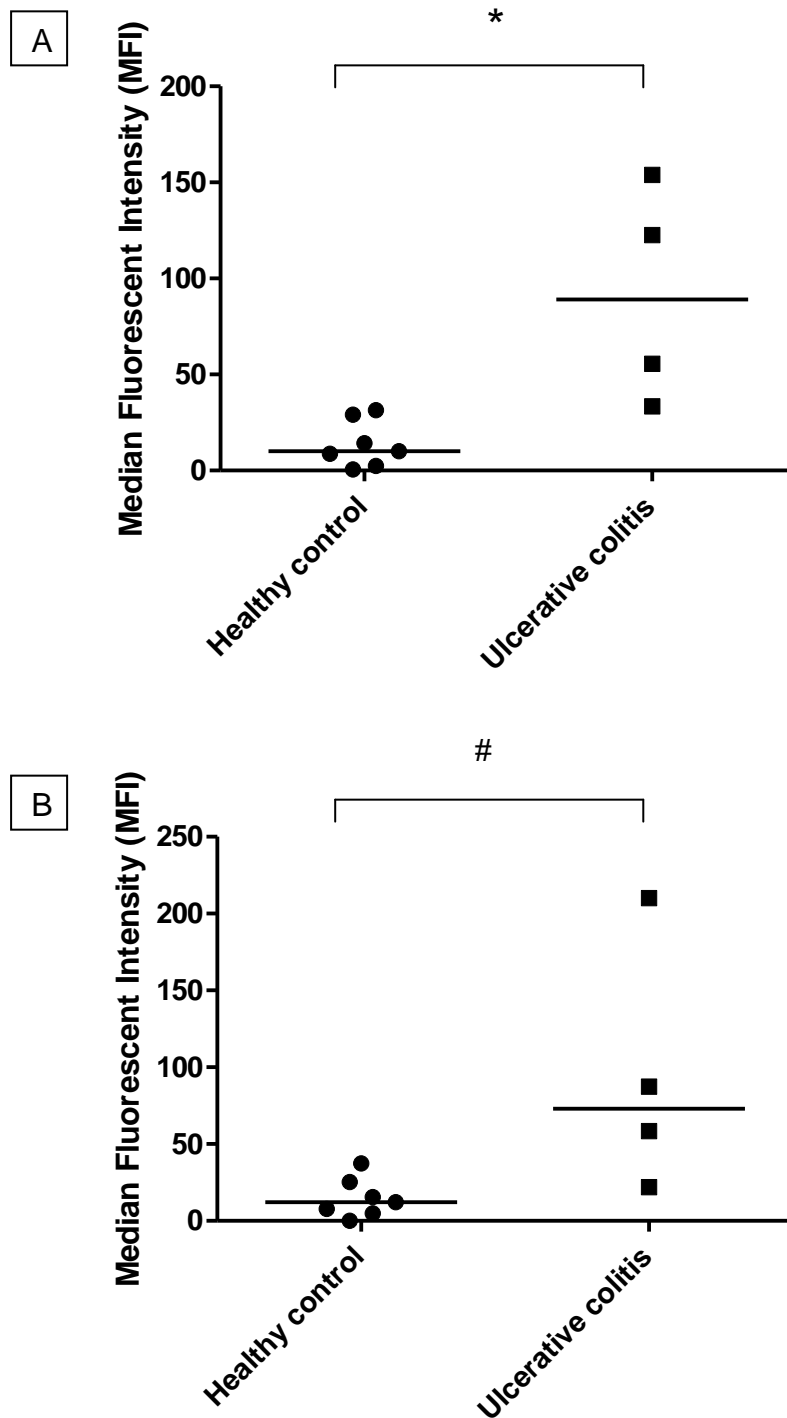 A
*
Median Fluorescent Intensity (MFI)
200
150
100
50
0
Healthy control
Ulcerative colitis
B
#
Median Fluorescent Intensity (MFI)
250
200
150
100
50
0
Healthy control
Ulcerative colitis